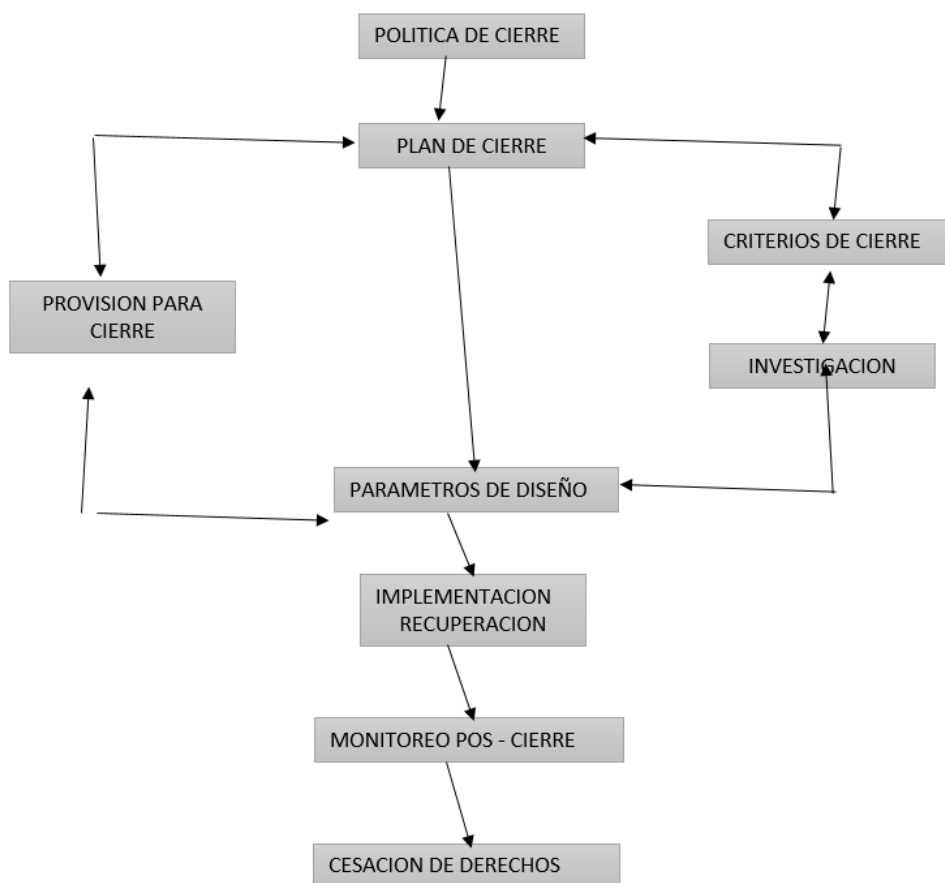 POLITICA DE CIERRE
PLAN DE CIERRE
CRITERIOS DE CIERRE
PROVISION PARA
CIERRE
INVESTIGACION
PARAMETROS DE DISEÑO
IMPLEMENTACION
RECUPERACION
MONITOREO POS - CIERRE
CESACION DE DERECHOS